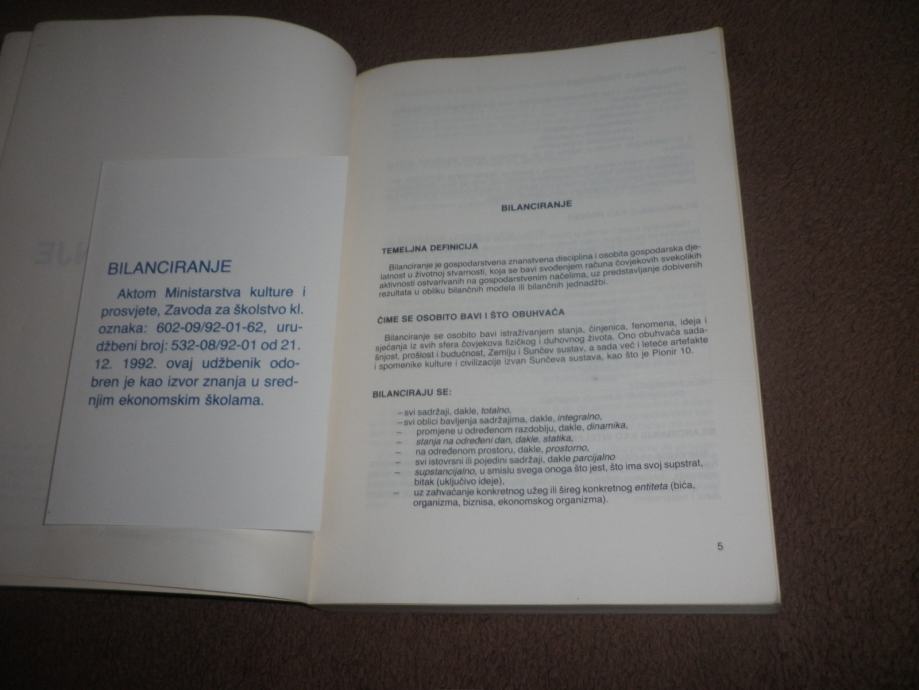 BILANCIRANJE
Aktom Ministarstva kulture i
prosvjete, Zavoda za školstvo kl.
oznaka: 602-09/92-01-62, uru-
džbeni broj: 532-08/92-01 od 21.
12. 1992. ovaj udžbenik odo-
bren je kao izvor znanja u sred-
njim ekonomskim školama.
BILANCIRANJE
TEMELJNA DEFINICIJA
Bilanciranje je gospodarstvena znanstvena disciplina i osobita gospodarska dje-
latnost u životnoj stvarnosti, koja se bavi svođenjem računa čovjekovih svekolikih
aktivnosti ostvarivanih na gospodarstvenim načelima, uz predstavljanje dobivenih
rezultata u obliku bilančnih modela ili bilančnih jednadžbi.
ČIME SE OSOBITO BAVI I ŠTO OBUHVAĆA
Bilanciranje se osobito bavi istraživanjem stanja, činjenica, fenomena, ideja i
sjećanja iz svih sfera čovjekova fizičkog i duhovnog života. Ono obuhvaća sada-
šnjost, prošlost i budućnost, Zemlju i Sunčev sustav, a sada već i leteće artefakte
i spomenike kulture i civilizacije izvan Sunčeva sustava, kao što je Pionir 10.
BILANCIRAJU SE:
– svi sadržaji, dakle, totalno,
– svi oblici bavljenja sadržajima, dakle, integralno,
– promjene u određenom razdoblju, dakle, dinamika,
– stanja na određeni dan, dakle, statika,
– na određenom prostoru, dakle, prostorno,
– svi istovrsni ili pojedini sadržaji, dakle parcijalno
– supstancijalno, u smislu svega onoga što jest, što ima svoj supstrat,
bitak (uključivo ideje),
– uz zahvaćanje konkretnog užeg ili šireg konkretnog entiteta (bića,
organizma, biznisa, ekonomskog organizma).
5